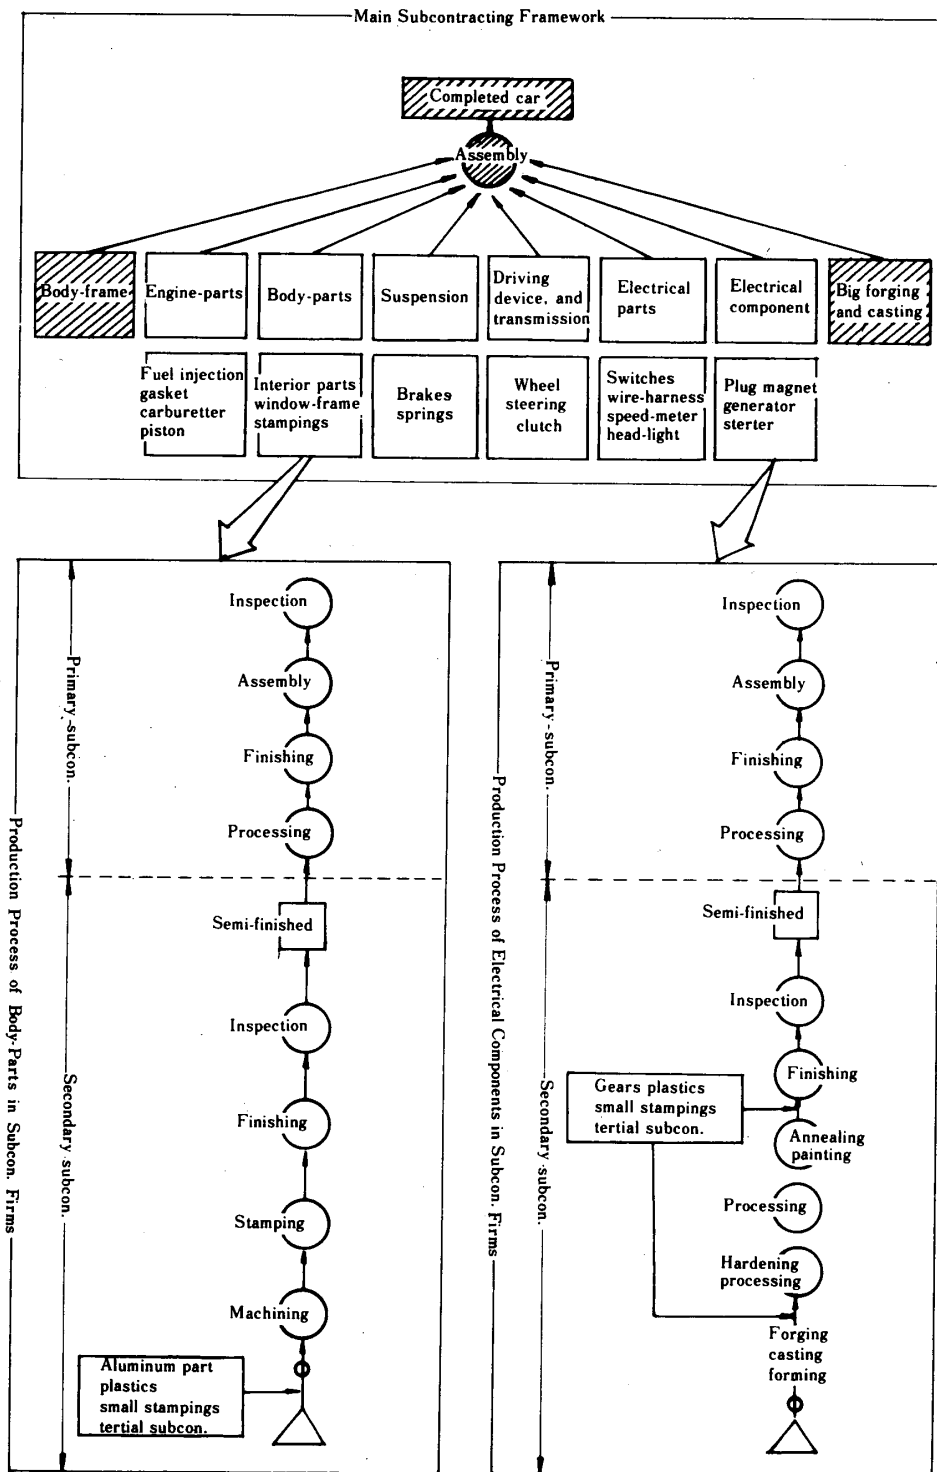 Main Subcontracting Framework
Completed car
Assembly
Body-frame
Engine-parts
Body-parts
Suspension
Driving
device, and
transmission
Electrical
parts
Electrical
component
Big forging
and casting
Fuel injection
gasket
carburetter
piston
Interior parts
window-frame
stampings
Brakes
springs
Wheel
steering
clutch
Switches
wire-harness
speed-meter
head-light
Plug magnet
generator
sterter
Production Process of Body-Parts in Subcon. Firms
Primary-subcon.
Secondary subcon.
Inspection
Assembly
Finishing
Processing
Semi-finished
Inspection
Finishing
Stamping
Machining
Aluminum part
plastics
small stampings
tertial subcon.
Production Process of Electrical Components in Subcon. Firms
Primary-subcon.
Secondary subcon.
Inspection
Assembly
Finishing
Processing
Semi-finished
Inspection
Finishing
Gears plastics
small stampings
tertial subcon.
Annealing
painting
Processing
Hardening
processing
Forging
casting
forming